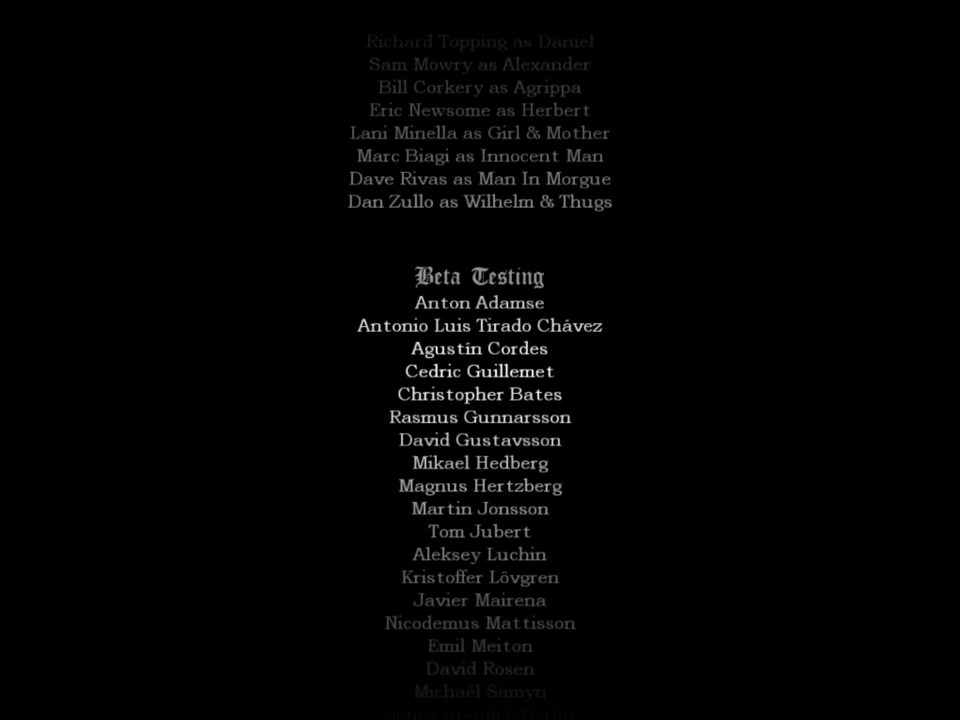 Richard Topping as Daniel
Sam Mowry as Alexander
Bill Corkery as Agrippa
Eric Newsome as Herbert
Lani Minella as Girl & Mother
Marc Biagi as Innocent Man
Dave Rivas as Man In Morgue
Dan Zullo as Wilhelm & Thugs
Beta Testing
Anton Adamse
Antonio Luis Tirado Chávez
Agustín Cordes
Cedric Guillemet
Christopher Bates
Rasmus Gunnarsson
David Gustavsson
Mikael Hedberg
Magnus Hertzberg
Martin Jonsson
Tom Jubert
Aleksey Luchin
Kristoffer Lövgren
Javier Mairena
Nicodemus Mattisson
Emil Meiton
David Rosen
Michaël Samyn